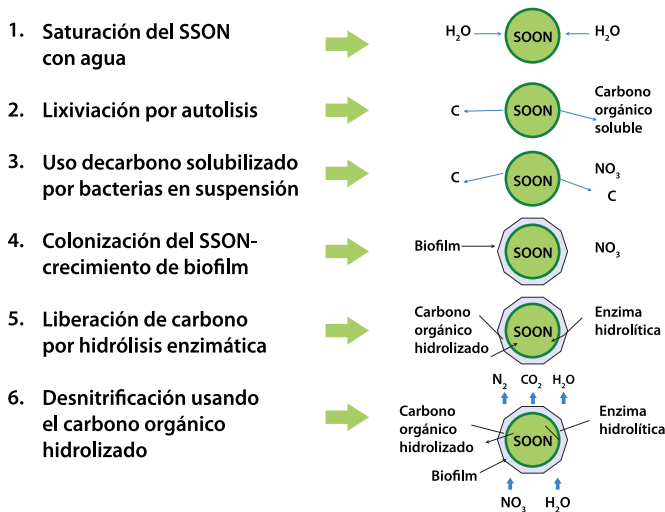 1. Saturación del SSON
con agua
H₂O
SOON
H₂O
2. Lixiviación por autolisis
C
SOON
Carbono
orgánico
soluble
3. Uso decarbono solubilizado
por bacterias en suspensión
C
SOON
NO₃
C
4. Colonización del SSON-
crecimiento de biofilm
Biofilm
SOON
NO₃
5. Liberación de carbono
por hidrólisis enzimática
Carbono
orgánico
hidrolizado
SOON
Enzima
hidrolítica
6. Desnitrificación usando
el carbono orgánico
hidrolizado
N₂ CO₂ H₂O
Carbono
orgánico
hidrolizado
SOON
Enzima
hidrolítica
Biofilm
NO₃ H₂O